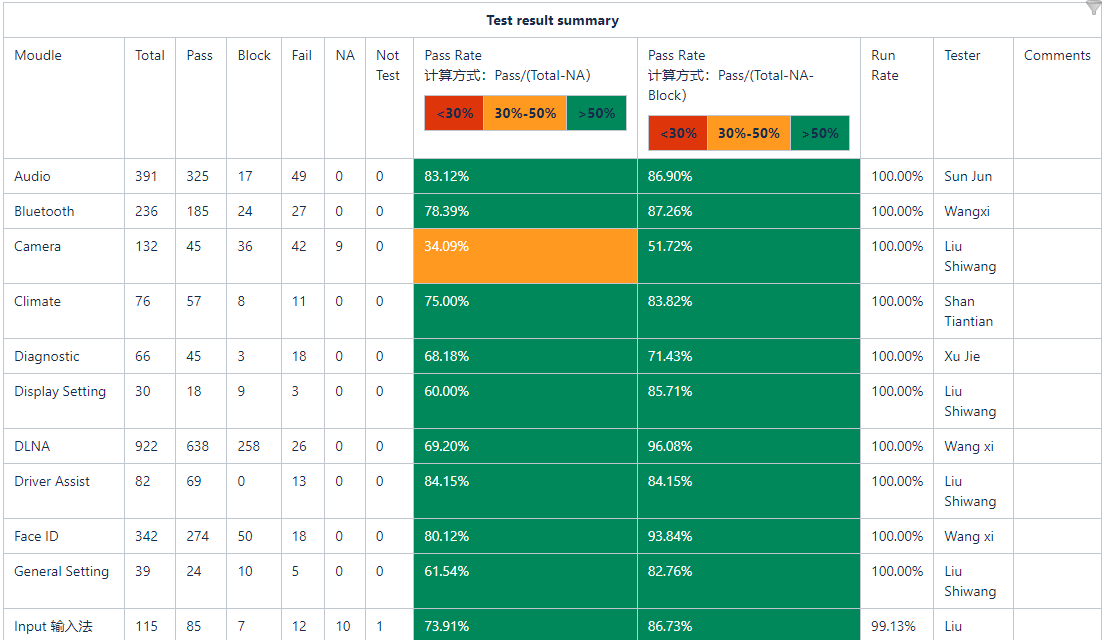 Test result summary
Moudle Total Pass Block Fail NA Not Test Pass Rate 计算方式：Pass/(Total-NA) <30% 30%-50% >50% Pass Rate 计算方式：Pass/(Total-NA-Block） <30% 30%-50% >50% Run Rate Tester Comments
Audio 391 325 17 49 0 0 83.12% 86.90% 100.00% Sun Jun
Bluetooth 236 185 24 27 0 0 78.39% 87.26% 100.00% Wangxi
Camera 132 45 36 42 9 0 34.09% 51.72% 100.00% Liu Shiwang
Climate 76 57 8 11 0 0 75.00% 83.82% 100.00% Shan Tiantian
Diagnostic 66 45 3 18 0 0 68.18% 71.43% 100.00% Xu Jie
Display Setting 30 18 9 3 0 0 60.00% 85.71% 100.00% Liu Shiwang
DLNA 922 638 258 26 0 0 69.20% 96.08% 100.00% Wang xi
Driver Assist 82 69 0 13 0 0 84.15% 84.15% 100.00% Liu Shiwang
Face ID 342 274 50 18 0 0 80.12% 93.84% 100.00% Wang xi
General Setting 39 24 10 5 0 0 61.54% 82.76% 100.00% Liu Shiwang
Input 输入法 115 85 7 12 10 1 73.91% 86.73% 99.13% Liu